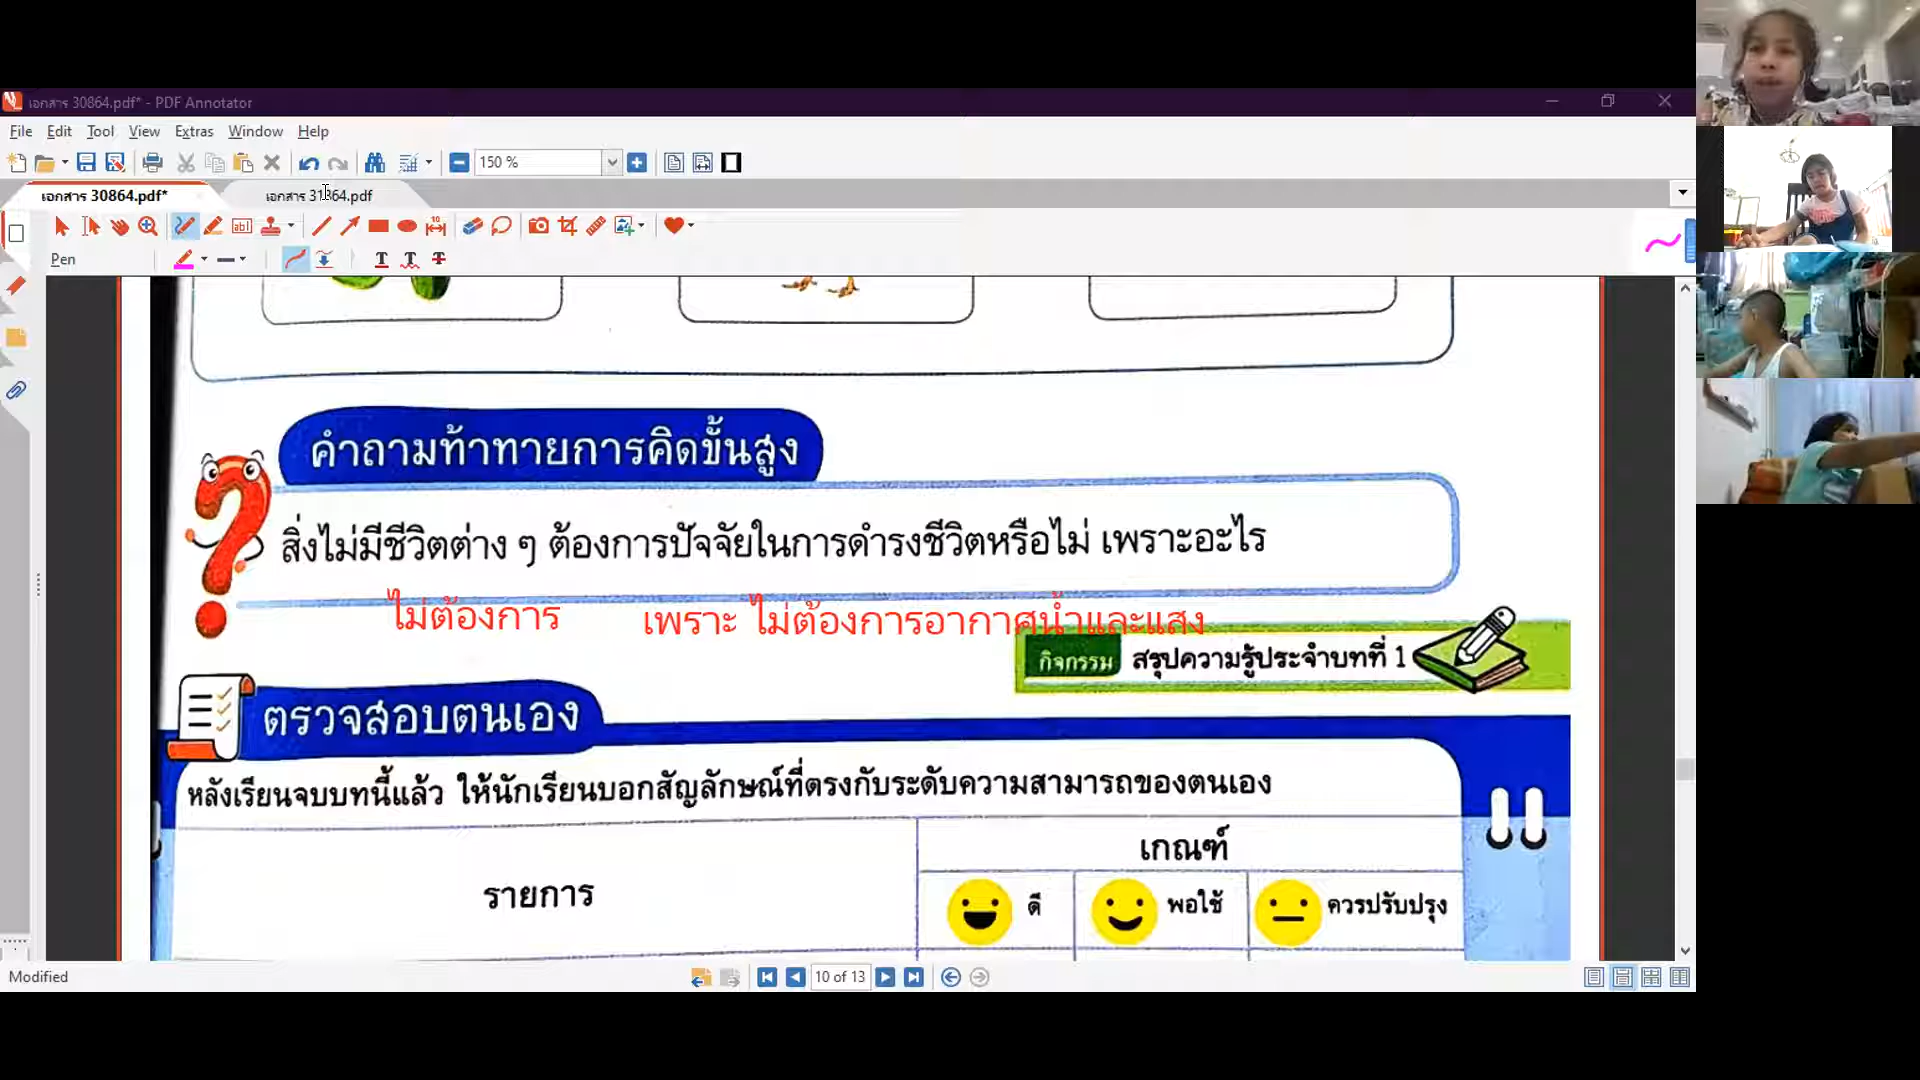 เอกสาร 30864.pdf* - PDF Annotator
File Edit Tool View Extras Window Help
150 %
เอกสาร 30864.pdf* เอกสาร 31864.pdf
Pen
คำถามท้าทายการคิดขั้นสูง
สิ่งไม่มีชีวิตต่าง ๆ ต้องการปัจจัยในการดำรงชีวิตหรือไม่ เพราะอะไร
ไม่ต้องการ เพราะ ไม่ต้องการอากาศน้ำและแสง
กิจกรรม สรุปความรู้ประจำบทที่ 1
ตรวจสอบตนเอง
หลังเรียนจบบทนี้แล้ว ให้นักเรียนบอกสัญลักษณ์ที่ตรงกับระดับความสามารถของตนเอง
เกณฑ์
รายการ
ดี พอใช้ ควรปรับปรุง
Modified
10 of 13